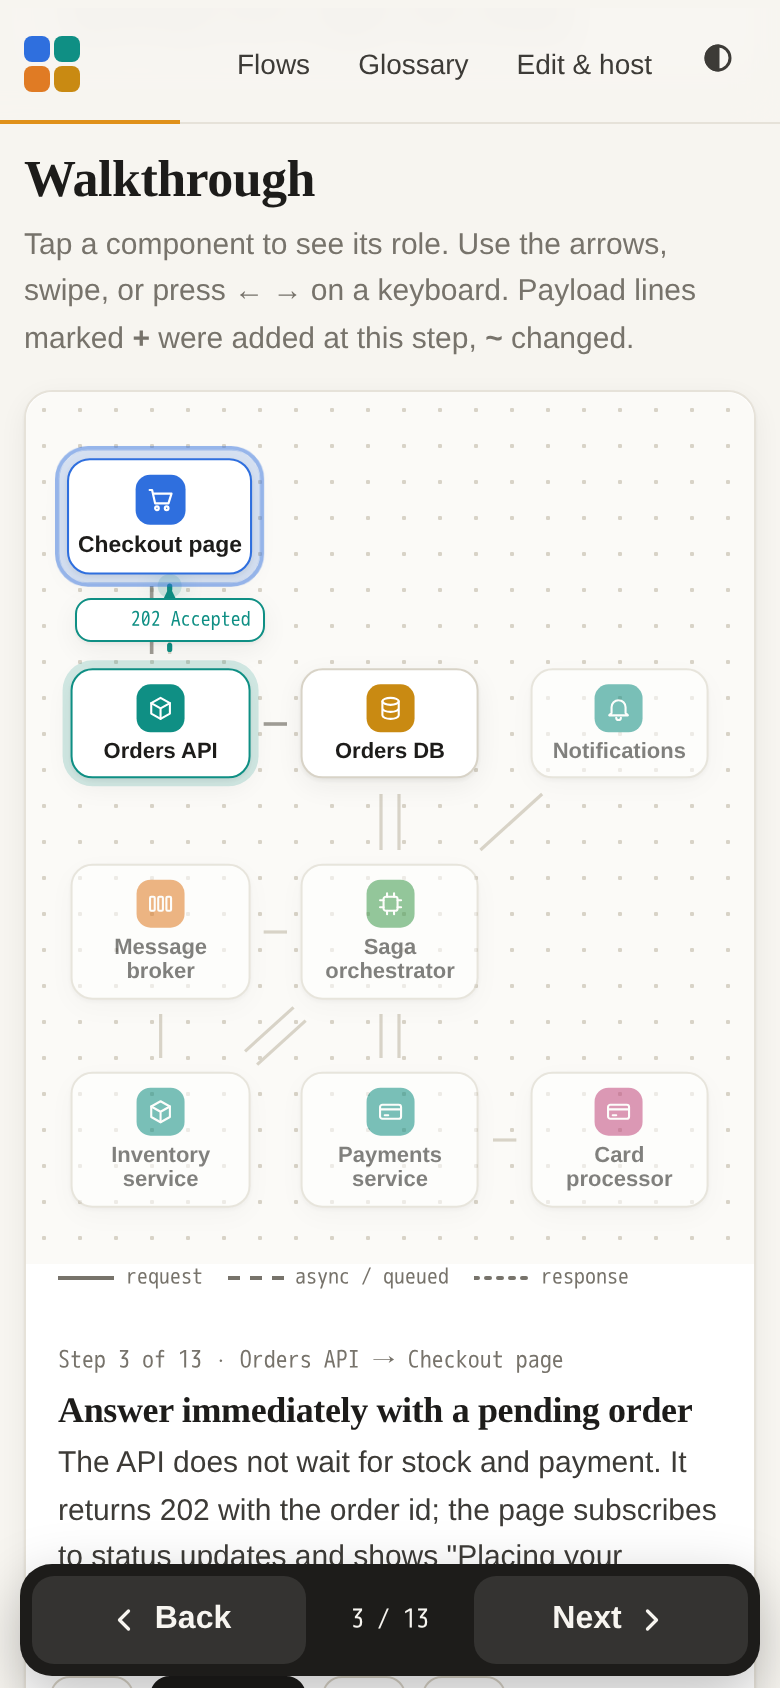 Flows Glossary Edit & host
Walkthrough
Tap a component to see its role. Use the arrows,
swipe, or press ← → on a keyboard. Payload lines
marked + were added at this step, ~ changed.
Checkout page
202 Accepted
Orders API
Orders DB
Notifications
Message
broker
Saga
orchestrator
Inventory
service
Payments
service
Card
processor
request async / queued response
Step 3 of 13 · Orders API → Checkout page
Answer immediately with a pending order
The API does not wait for stock and payment. It
returns 202 with the order id; the page subscribes
to status updates and shows "Placing your
Back 3 / 13 Next